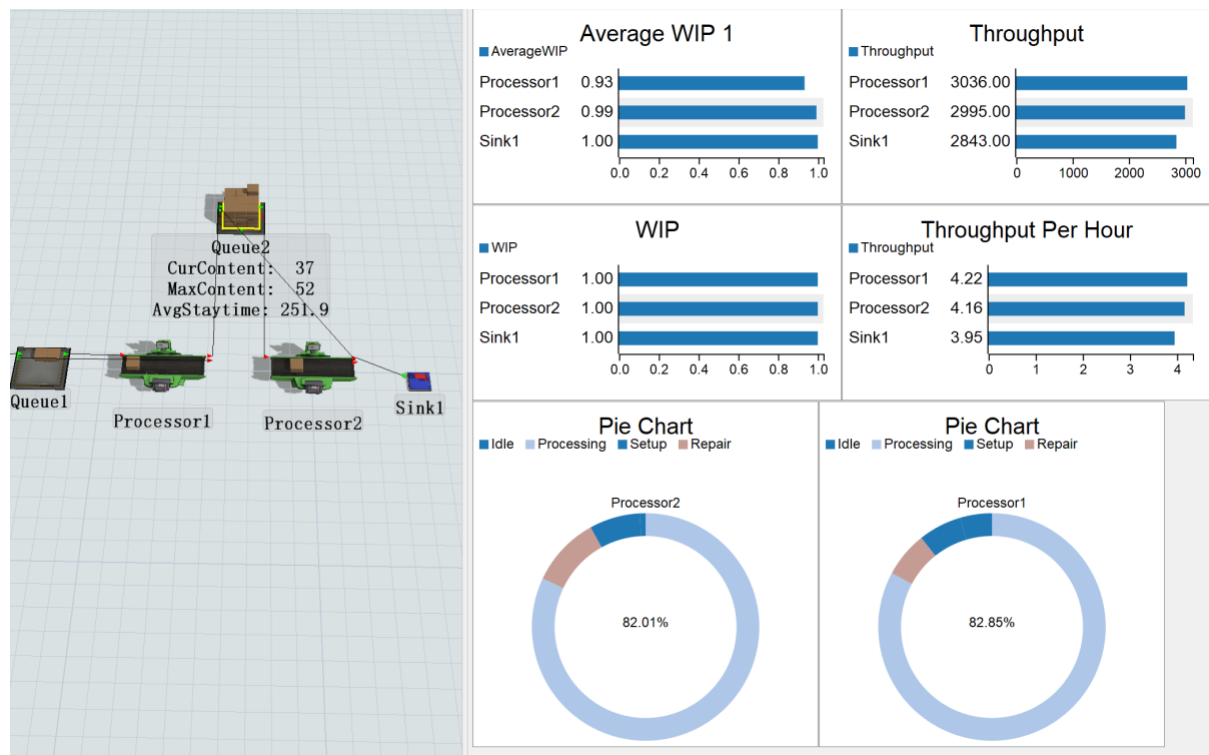 Queue2
CurContent: 37
MaxContent: 52
AvgStaytime: 251.9
Queue1
Processor1
Processor2
Sink1
Average WIP 1
AverageWIP
Processor1 0.93
Processor2 0.99
Sink1 1.00
0.0 0.2 0.4 0.6 0.8 1.0
Throughput
Throughput
Processor1 3036.00
Processor2 2995.00
Sink1 2843.00
0 1000 2000 3000
WIP
WIP
Processor1 1.00
Processor2 1.00
Sink1 1.00
0.0 0.2 0.4 0.6 0.8 1.0
Throughput Per Hour
Throughput
Processor1 4.22
Processor2 4.16
Sink1 3.95
0 1 2 3 4
Pie Chart
Idle Processing Setup Repair
Processor2
82.01%
Pie Chart
Idle Processing Setup Repair
Processor1
82.85%